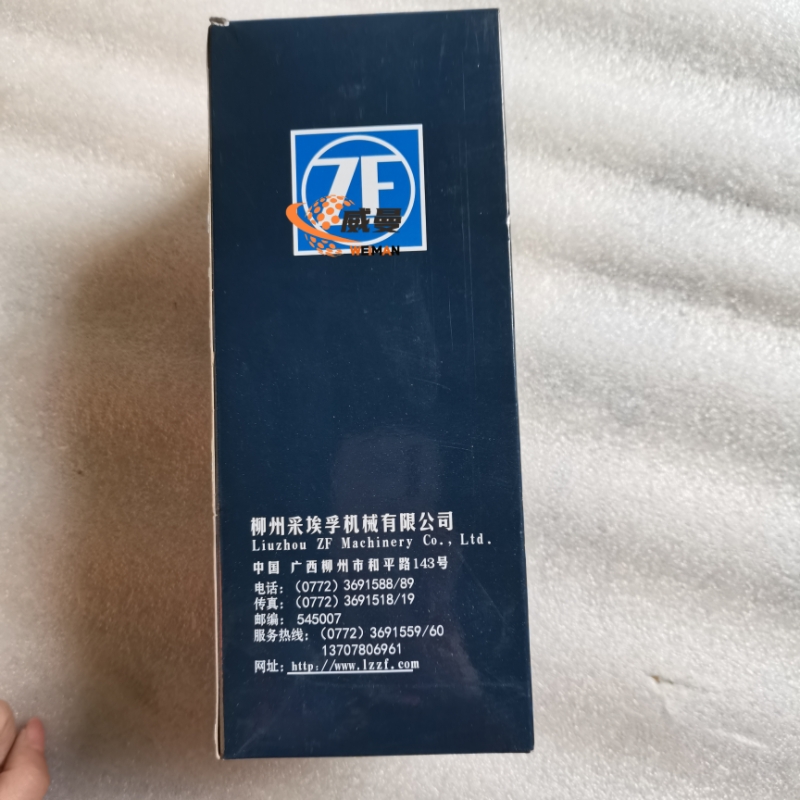 ZF
威曼
WEMAN
柳州采埃孚机械有限公司
Liuzhou ZF Machinery Co., Ltd.
中国 广西柳州市和平路143号
电话：（0772）3691588/89
传真：（0772）3691518/19
邮编： 545007
服务热线：（0772）3691559/60
13707806961
网址：http://www.lzzf.com